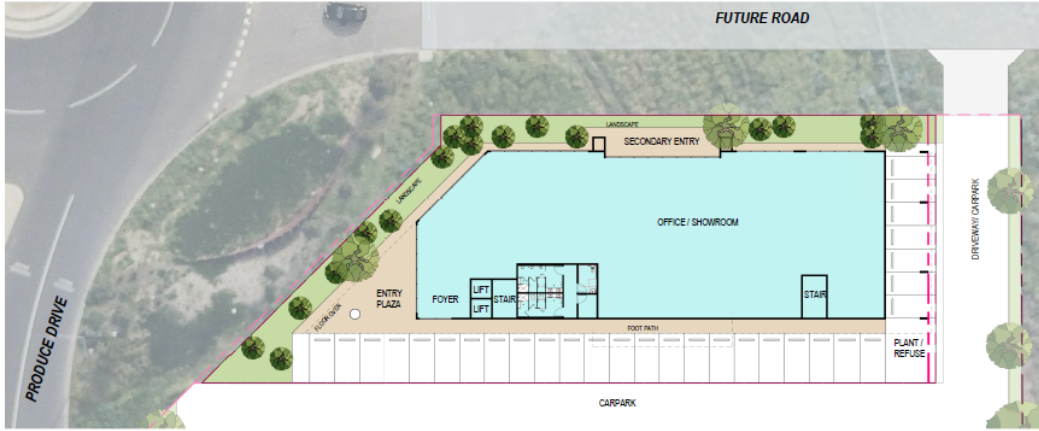 FUTURE ROAD
LANDSCAPE
SECONDARY ENTRY
LANDSCAPE
OFFICE / SHOWROOM
DRIVEWAY/ CARPARK
ENTRY
PLAZA
FOYER
LIFT
LIFT
STAIR
STAIR
FLOOR OVER
FOOT PATH
PLANT /
REFUSE
PRODUCE DRIVE
CARPARK